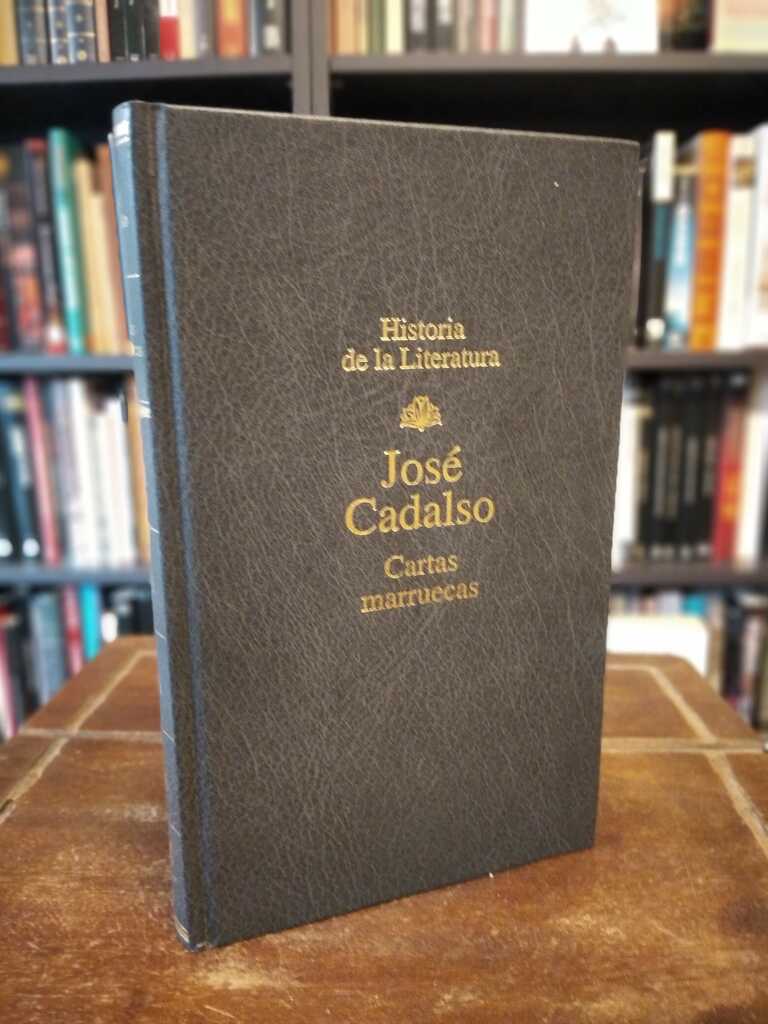 Historia
de la Literatura
José
Cadalso
Cartas
marruecas